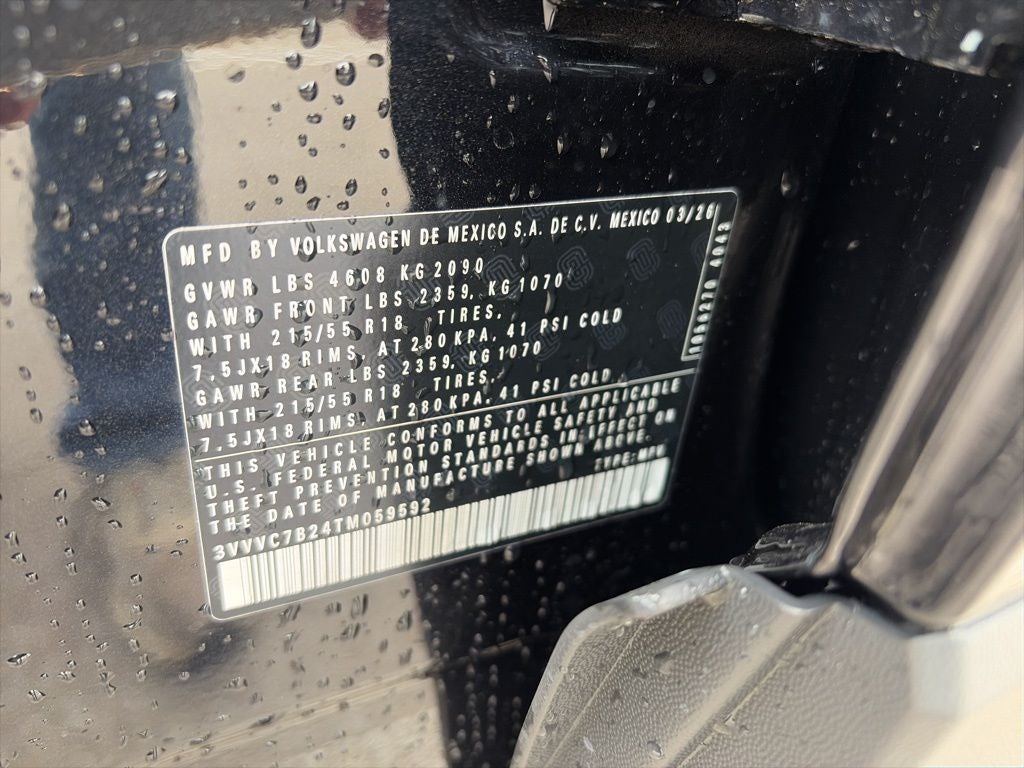 MFD BY VOLKSWAGEN DE MEXICO S.A. DE C.V. MEXICO 03/26
GVWR LBS 4608 KG 2090
GAWR FRONT LBS 2359, KG 1070
WITH 215/55 R18 TIRES,
7,5JX18 RIMS, AT 280 KPA, 41 PSI COLD
GAWR REAR LBS 2359, KG 1070
WITH 215/55 R18 TIRES,
7,5JX18 RIMS, AT 280 KPA, 41 PSI COLD
THIS VEHICLE CONFORMS TO ALL APPLICABLE
U.S. FEDERAL MOTOR VEHICLE SAFETY AND
THEFT PREVENTION STANDARDS IN EFFECT ON
THE DATE OF MANUFACTURE SHOWN ABOVE.
3VVVC7B24TM059592 TYPE:MPV